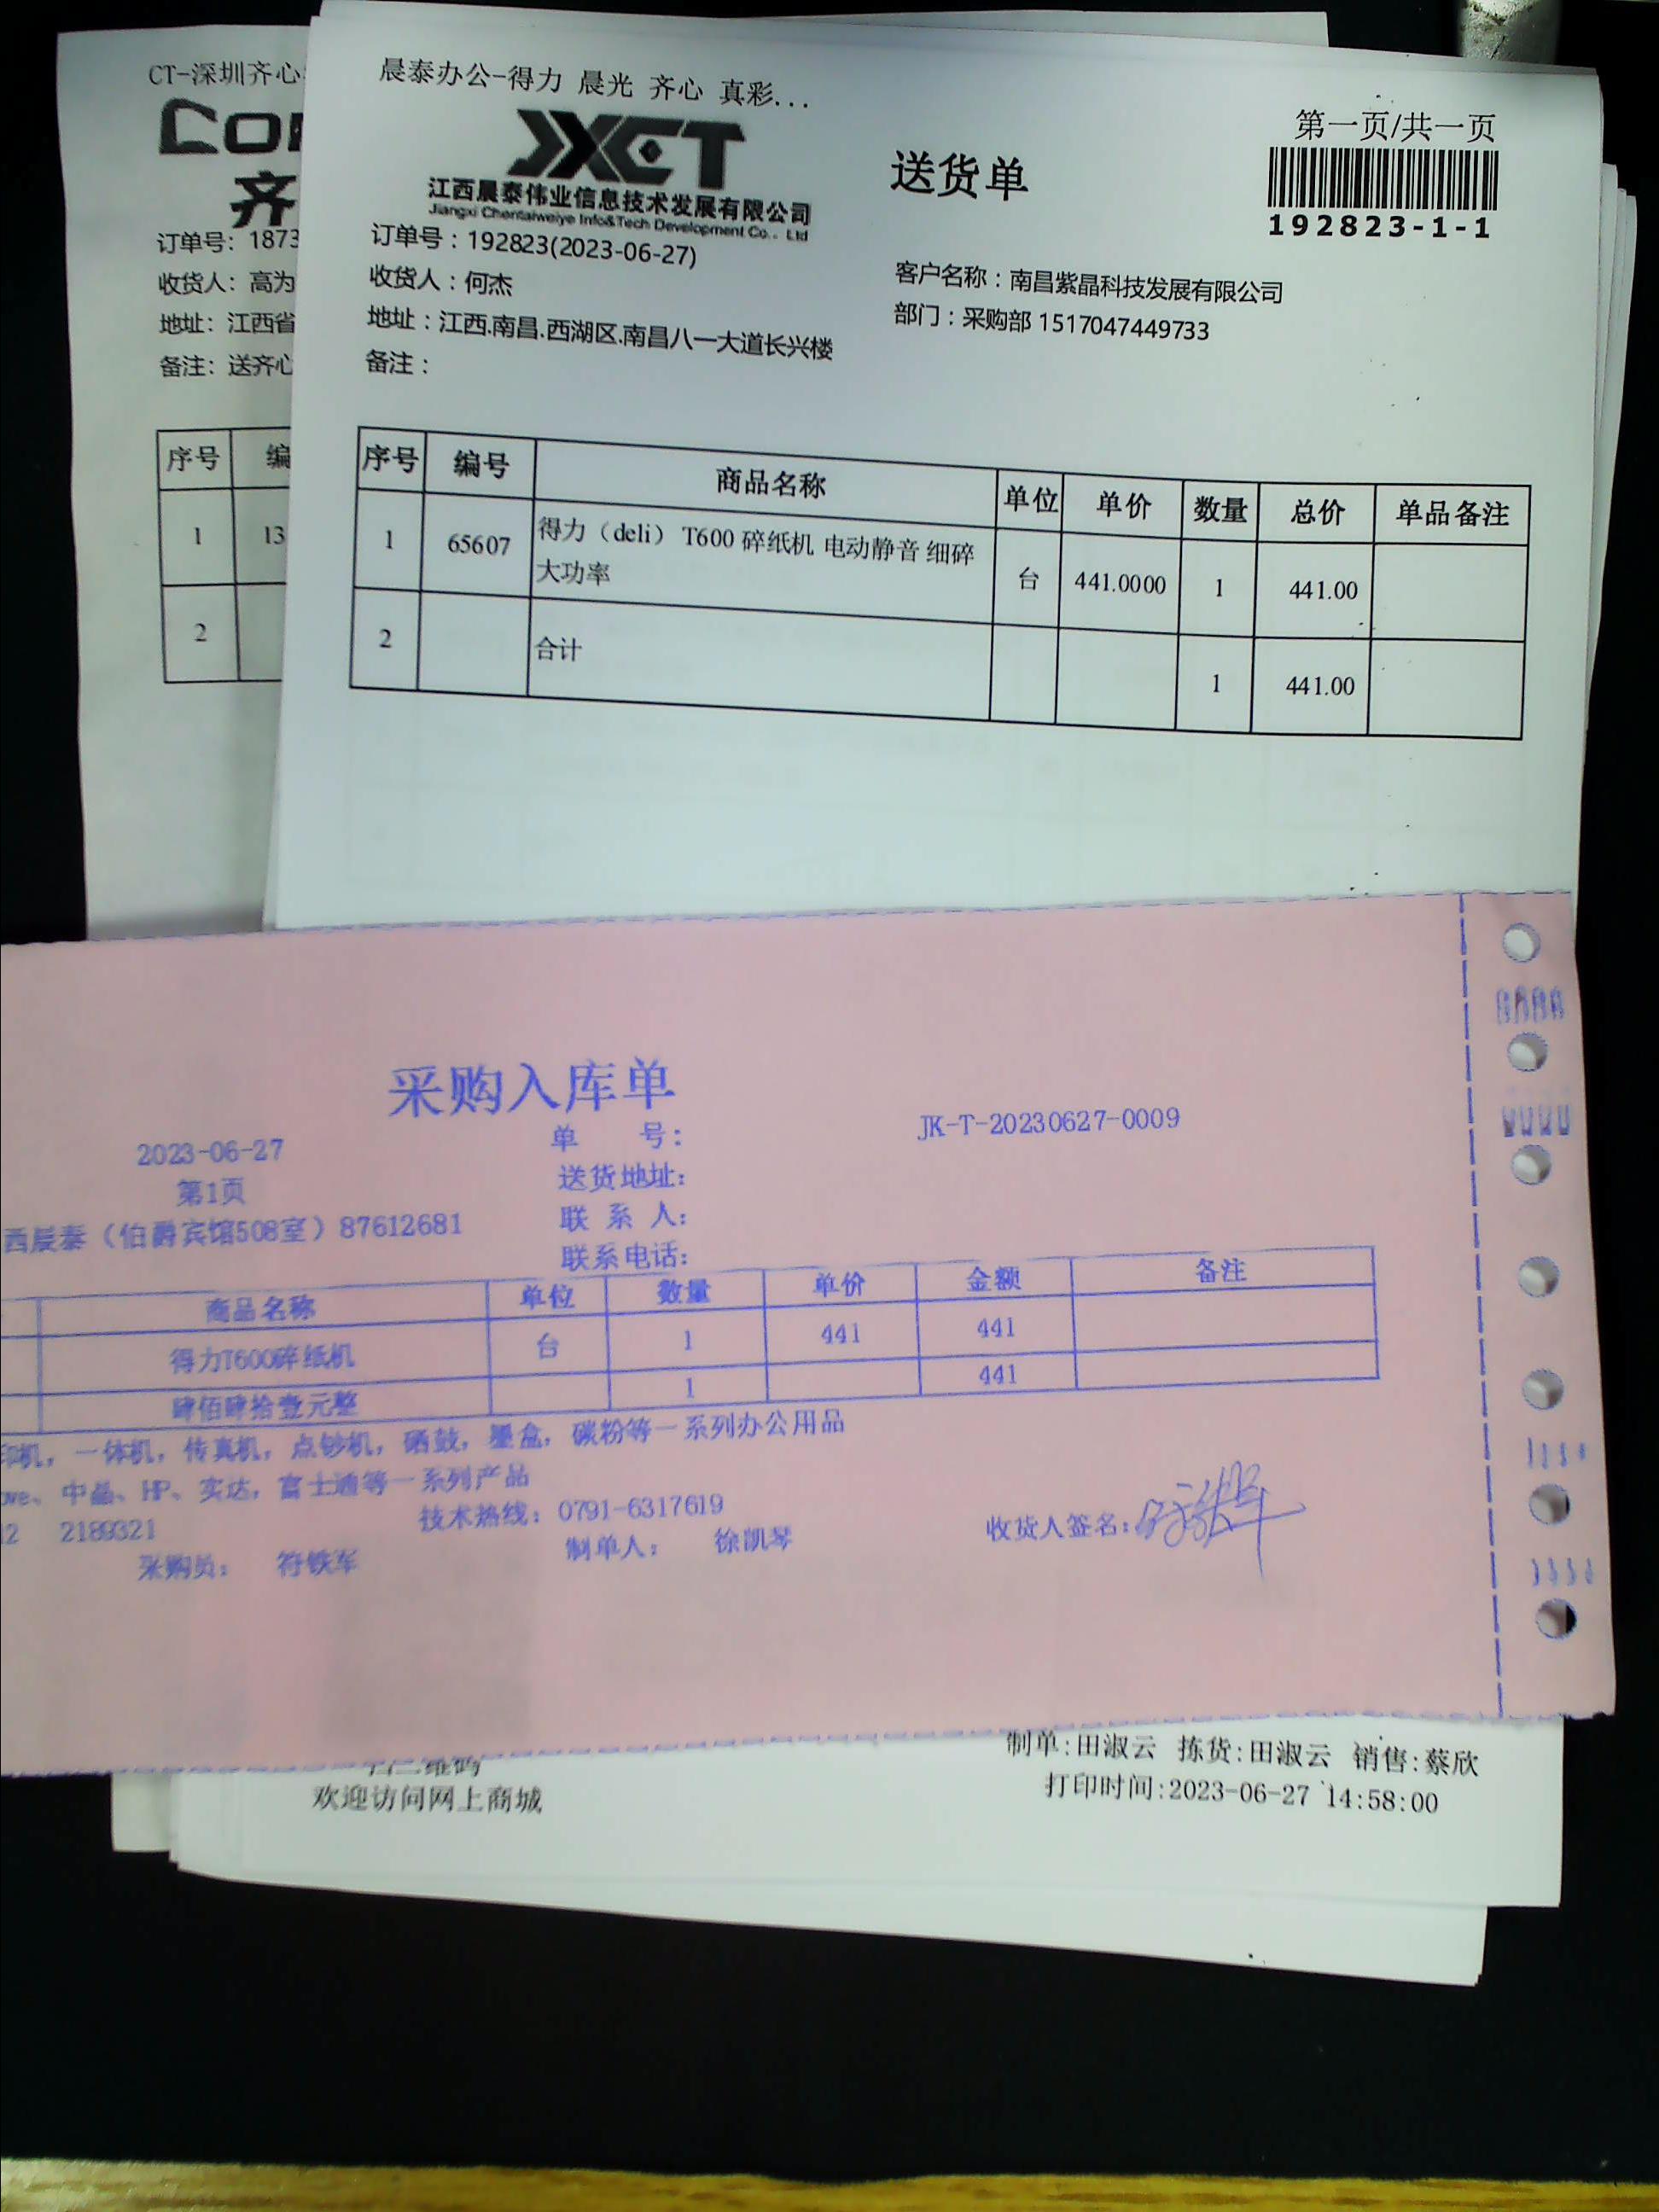 CT-深圳齐心
COM
齐
订单号：1873
收货人：高为
地址：江西省
备注：送齐心
序号 编
1 13
2
晨泰办公-得力 晨光 齐心 真彩...
第一页/共一页
JXCT
送货单
江西晨泰伟业信息技术发展有限公司
Jiangxi Chentaiweiye Info&Tech Development Co., Ltd
192823-1-1
订单号：192823(2023-06-27)
收货人：何杰
客户名称：南昌紫晶科技发展有限公司
地址：江西.南昌.西湖区.南昌八一大道长兴楼
部门：采购部 1517047449733
备注：
序号 编号 商品名称 单位 单价 数量 总价 单品备注
1 65607 得力（deli） T600 碎纸机 电动静音 细碎 台 441.0000 1 441.00
大功率
2 合计 1 441.00
采购入库单
2023-06-27 单 号： JK-T-20230627-0009
第1页 送货地址：
西晨泰（伯爵宾馆508室）87612681 联 系 人：
联系电话：
商品名称 单位 数量 单价 金额 备注
得力T600碎纸机 台 1 441 441
肆佰肆拾壹元整 1 441
印机，一体机，传真机，点钞机，硒鼓，墨盒，碳粉等一系列办公用品
ove、中晶、HP、实达，富士通等一系列产品
12 2189321 技术热线：0791-6317619
采购员： 符铁军 制单人： 徐凯琴 收货人签名：
扫二维码
欢迎访问网上商城
制单:田淑云 拣货:田淑云 销售:蔡欣
打印时间:2023-06-27 14:58:00